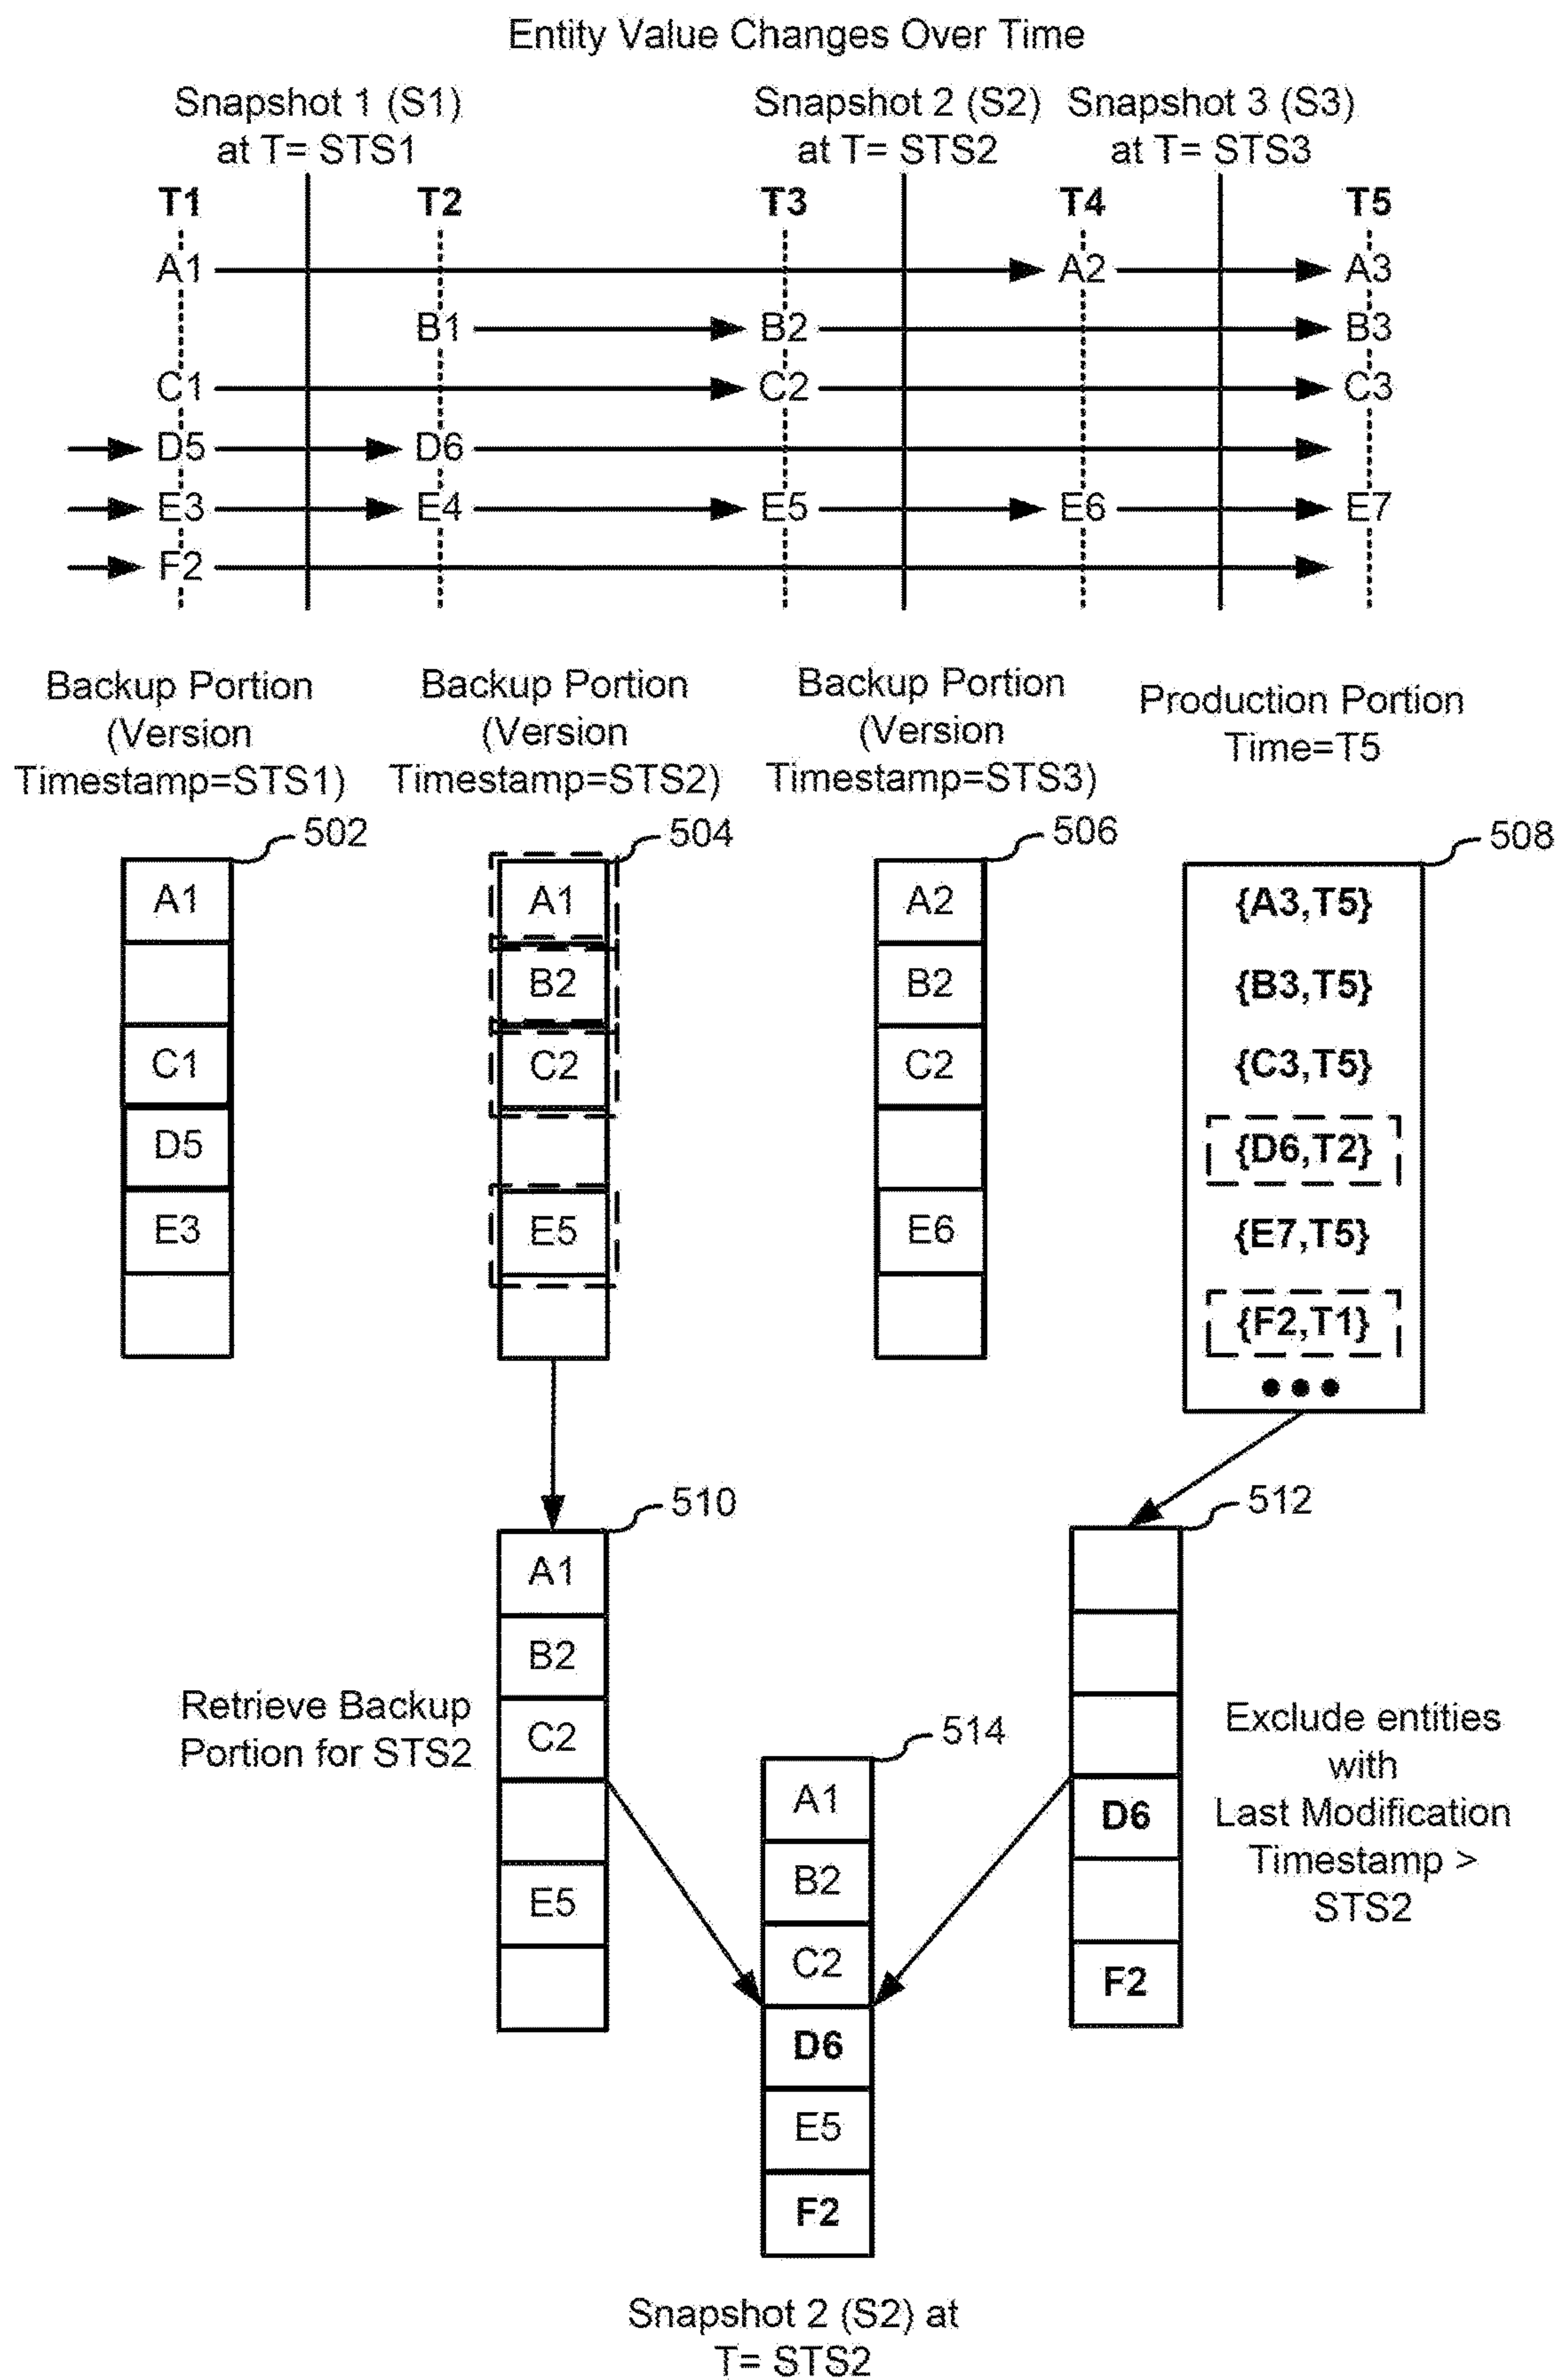 Entity Value Changes Over Time
Snapshot 1 (S1)
at T= STS1
Snapshot 2 (S2)
at T= STS2
Snapshot 3 (S3)
at T= STS3
T1 T2 T3 T4 T5
A1 A2 A3
B1 B2 B3
C1 C2 C3
D5 D6
E3 E4 E5 E6 E7
F2
Backup Portion
(Version
Timestamp=STS1)
Backup Portion
(Version
Timestamp=STS2)
Backup Portion
(Version
Timestamp=STS3)
Production Portion
Time=T5
502
A1
C1
D5
E3
504
A1
B2
C2
E5
506
A2
B2
C2
E6
508
{A3,T5}
{B3,T5}
{C3,T5}
{D6,T2}
{E7,T5}
{F2,T1}
510
A1
B2
C2
E5
Retrieve Backup
Portion for STS2
512
D6
F2
Exclude entities
with
Last Modification
Timestamp >
STS2
514
A1
B2
C2
D6
E5
F2
Snapshot 2 (S2) at
T= STS2